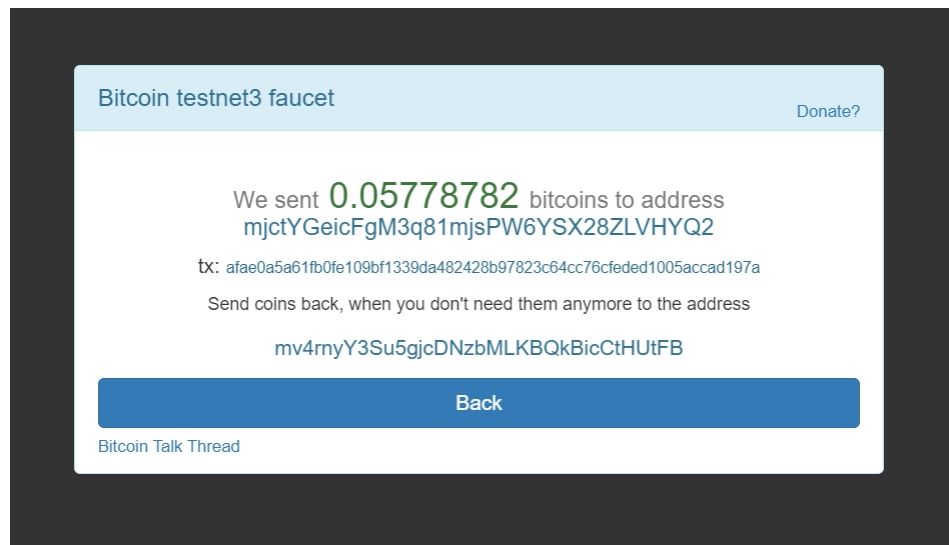 Bitcoin testnet3 faucet
Donate?
We sent 0.05778782 bitcoins to address
mjctYGeicFgM3q81mjsPW6YSX28ZLVHYQ2
tx: afae0a5a61fb0fe109bf1339da482428b97823c64cc76cfeded1005accad197a
Send coins back, when you don't need them anymore to the address
mv4rnyY3Su5gjcDNzbMLKBQkBicCtHUtFB
Back
Bitcoin Talk Thread